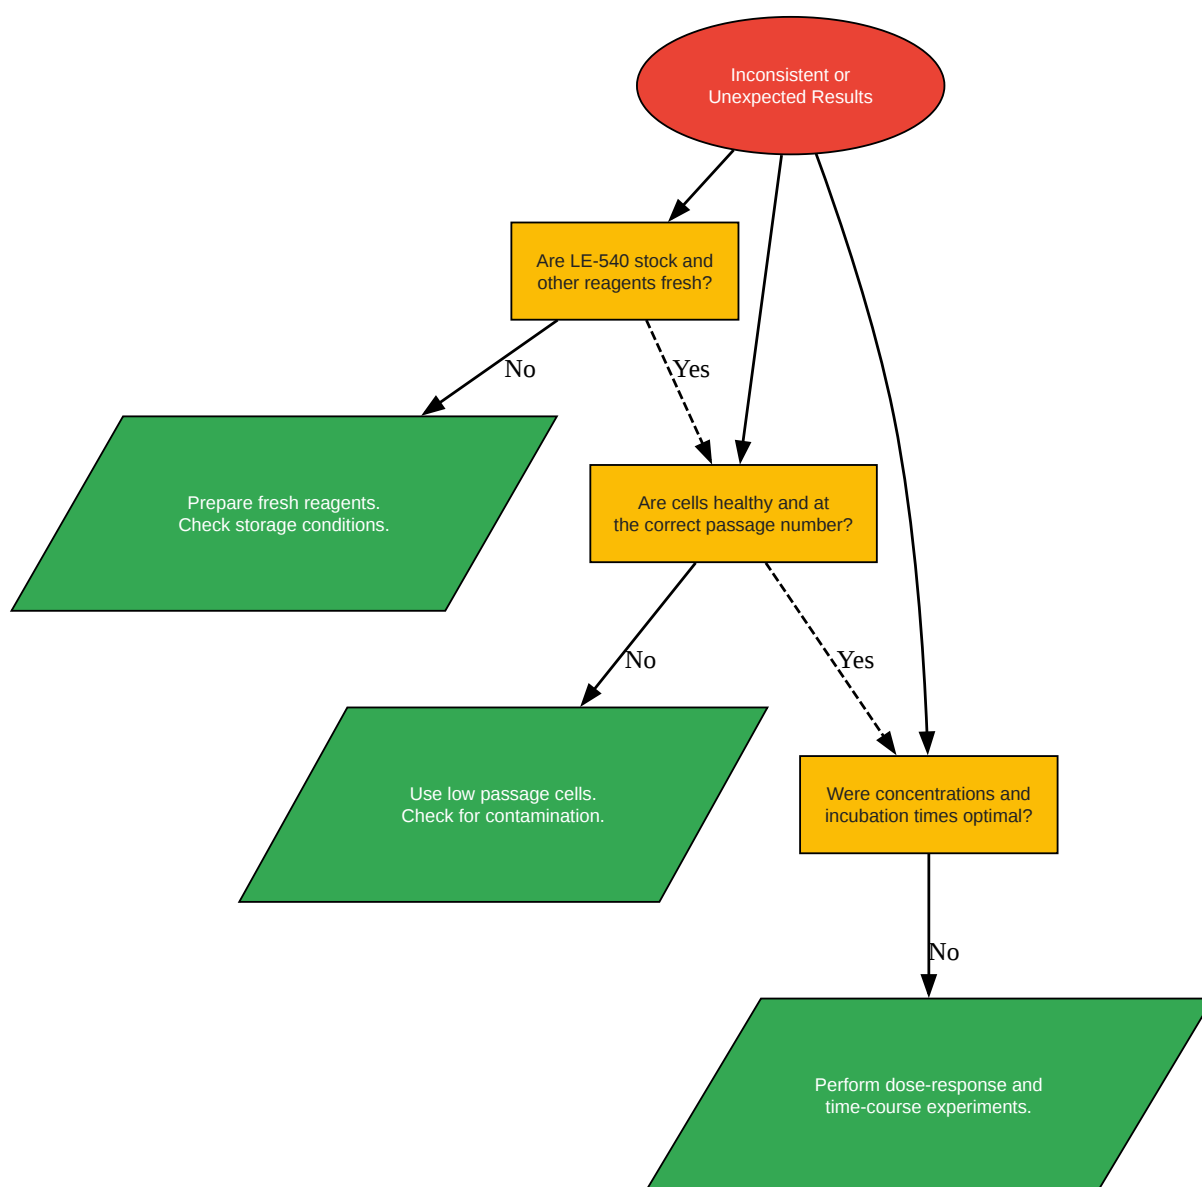 Inconsistent or
Unexpected Results
Are LE-540 stock and
other reagents fresh?
No
Yes
Prepare fresh reagents.
Check storage conditions.
Are cells healthy and at
the correct passage number?
No
Yes
Use low passage cells.
Check for contamination.
Were concentrations and
incubation times optimal?
No
Perform dose-response and
time-course experiments.